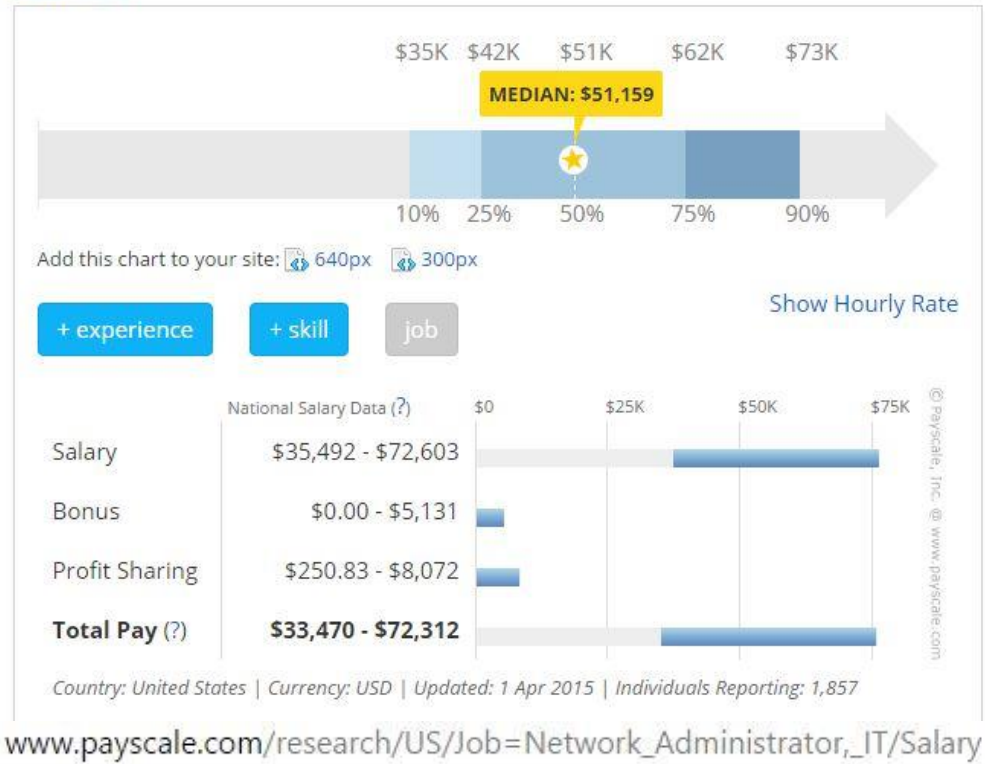 $35K $42K $51K $62K $73K
MEDIAN: $51,159
10% 25% 50% 75% 90%
Add this chart to your site: 640px 300px
Show Hourly Rate
+ experience + skill job
National Salary Data (?) $0 $25K $50K $75K
Salary $35,492 - $72,603
Bonus $0.00 - $5,131
Profit Sharing $250.83 - $8,072
Total Pay (?) $33,470 - $72,312
© Payscale, Inc. @ www.payscale.com
Country: United States | Currency: USD | Updated: 1 Apr 2015 | Individuals Reporting: 1,857
www.payscale.com/research/US/Job=Network_Administrator,_IT/Salary